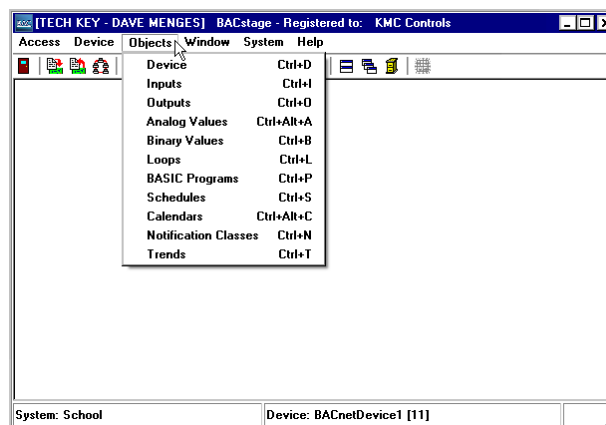 [TECH KEY - DAVE MENGES] BACstage - Registered to: KMC Controls
Access Device Objects Window System Help
Device Ctrl+D
Inputs Ctrl+I
Outputs Ctrl+O
Analog Values Ctrl+Alt+A
Binary Values Ctrl+B
Loops Ctrl+L
BASIC Programs Ctrl+P
Schedules Ctrl+S
Calendars Ctrl+Alt+C
Notification Classes Ctrl+N
Trends Ctrl+T
System: School Device: BACnetDevice1 [11]